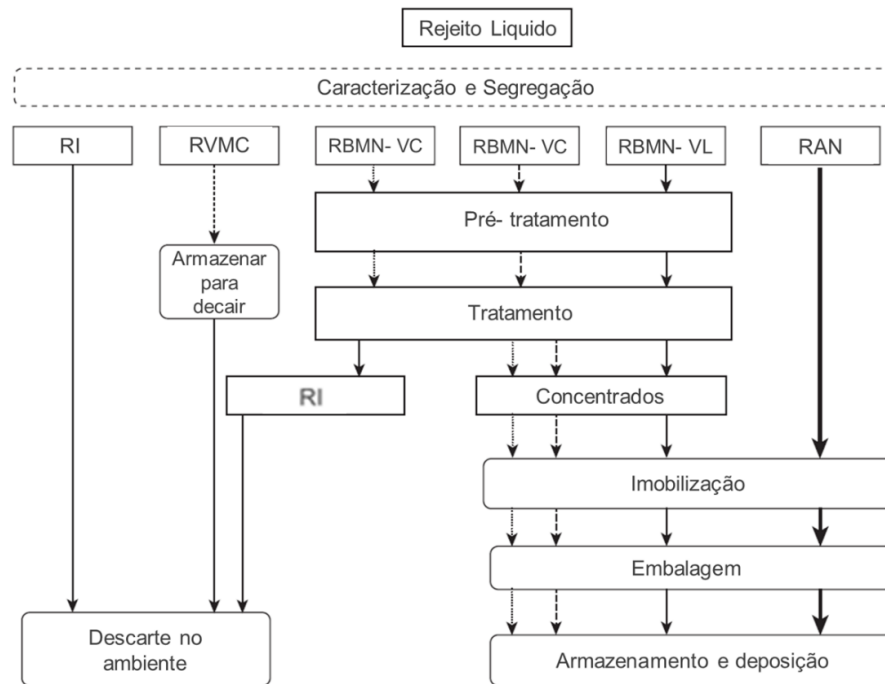 Rejeito Liquido
Caracterização e Segregação
RI
RVMC
RBMN- VC
RBMN- VC
RBMN- VL
RAN
Pré- tratamento
Armazenar
para
decair
Tratamento
RI
Concentrados
Imobilização
Embalagem
Descarte no
ambiente
Armazenamento e deposição